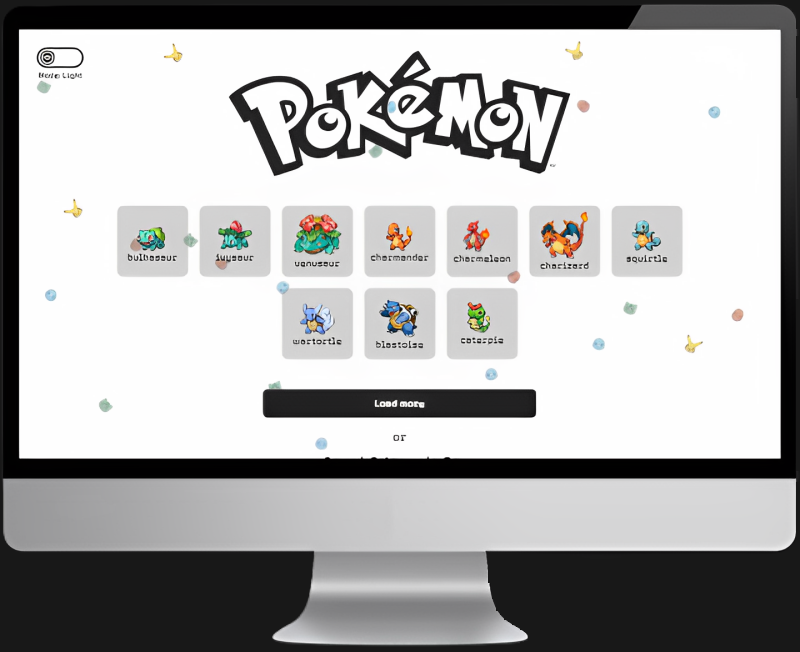 POKéMON
bulbasaur ivysaur venusaur charmander charmeleon charizard squirtle
wartortle blastoise caterpie
Load more
or